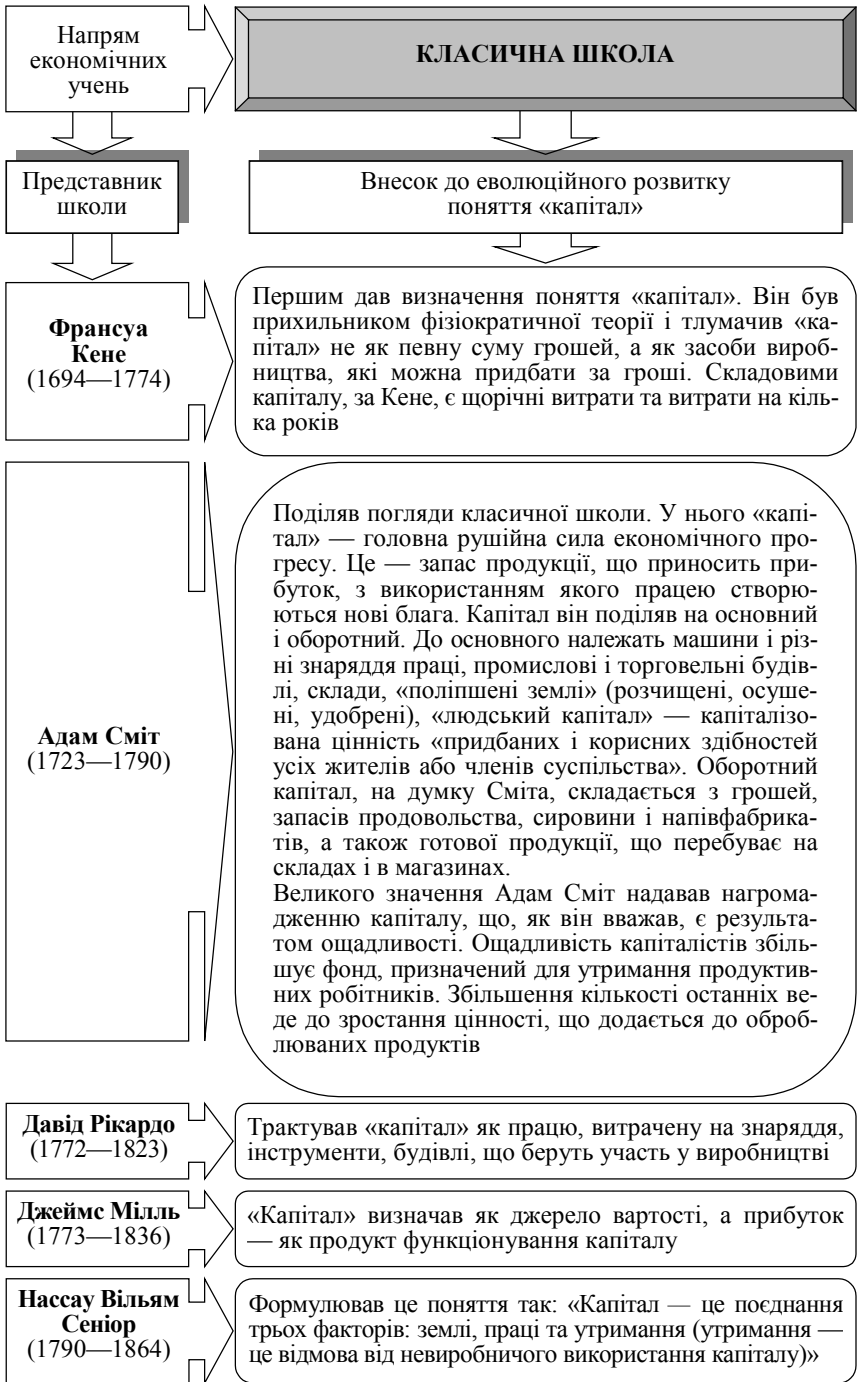 Напрям
економічних
учень
КЛАСИЧНА ШКОЛА
Представник
школи
Внесок до еволюційного розвитку
поняття «капітал»
Франсуа
Кене
(1694—1774)
Першим дав визначення поняття «капітал». Він був
прихильником фізіократичної теорії і тлумачив «ка-
пітал» не як певну суму грошей, а як засоби вироб-
ництва, які можна придбати за гроші. Складовими
капіталу, за Кене, є щорічні витрати та витрати на кіль-
ка років
Адам Сміт
(1723—1790)
Поділяв погляди класичної школи. У нього «капі-
тал» — головна рушійна сила економічного про-
гресу. Це — запас продукції, що приносить при-
буток, з використанням якого працею створю-
ються нові блага. Капітал він поділяв на основний
і оборотний. До основного належать машини і різ-
ні знаряддя праці, промислові і торговельні будів-
лі, склади, «поліпшені землі» (розчищені, осуше-
ні, удобрені), «людський капітал» — капіталізо-
вана цінність «придбаних і корисних здібностей
усіх жителів або членів суспільства». Оборотний
капітал, на думку Сміта, складається з грошей,
запасів продовольства, сировини і напівфабрика-
тів, а також готової продукції, що перебуває на
складах і в магазинах.
Великого значення Адам Сміт надавав нагрома-
дженню капіталу, що, як він вважав, є результа-
том ощадливості. Ощадливість капіталістів збіль-
шує фонд, призначений для утримання продуктив-
них робітників. Збільшення кількості останніх ве-
де до зростання цінності, що додається до оброб-
люваних продуктів
Давід Рікардо
(1772—1823)
Трактував «капітал» як працю, витрачену на знаряддя,
інструменти, будівлі, що беруть участь у виробництві
Джеймс Мілль
(1773—1836)
«Капітал» визначав як джерело вартості, а прибуток
— як продукт функціонування капіталу
Нассау Вільям
Сеніор
(1790—1864)
Формулював це поняття так: «Капітал — це поєднання
трьох факторів: землі, праці та утримання (утримання —
це відмова від невиробничого використання капіталу)»